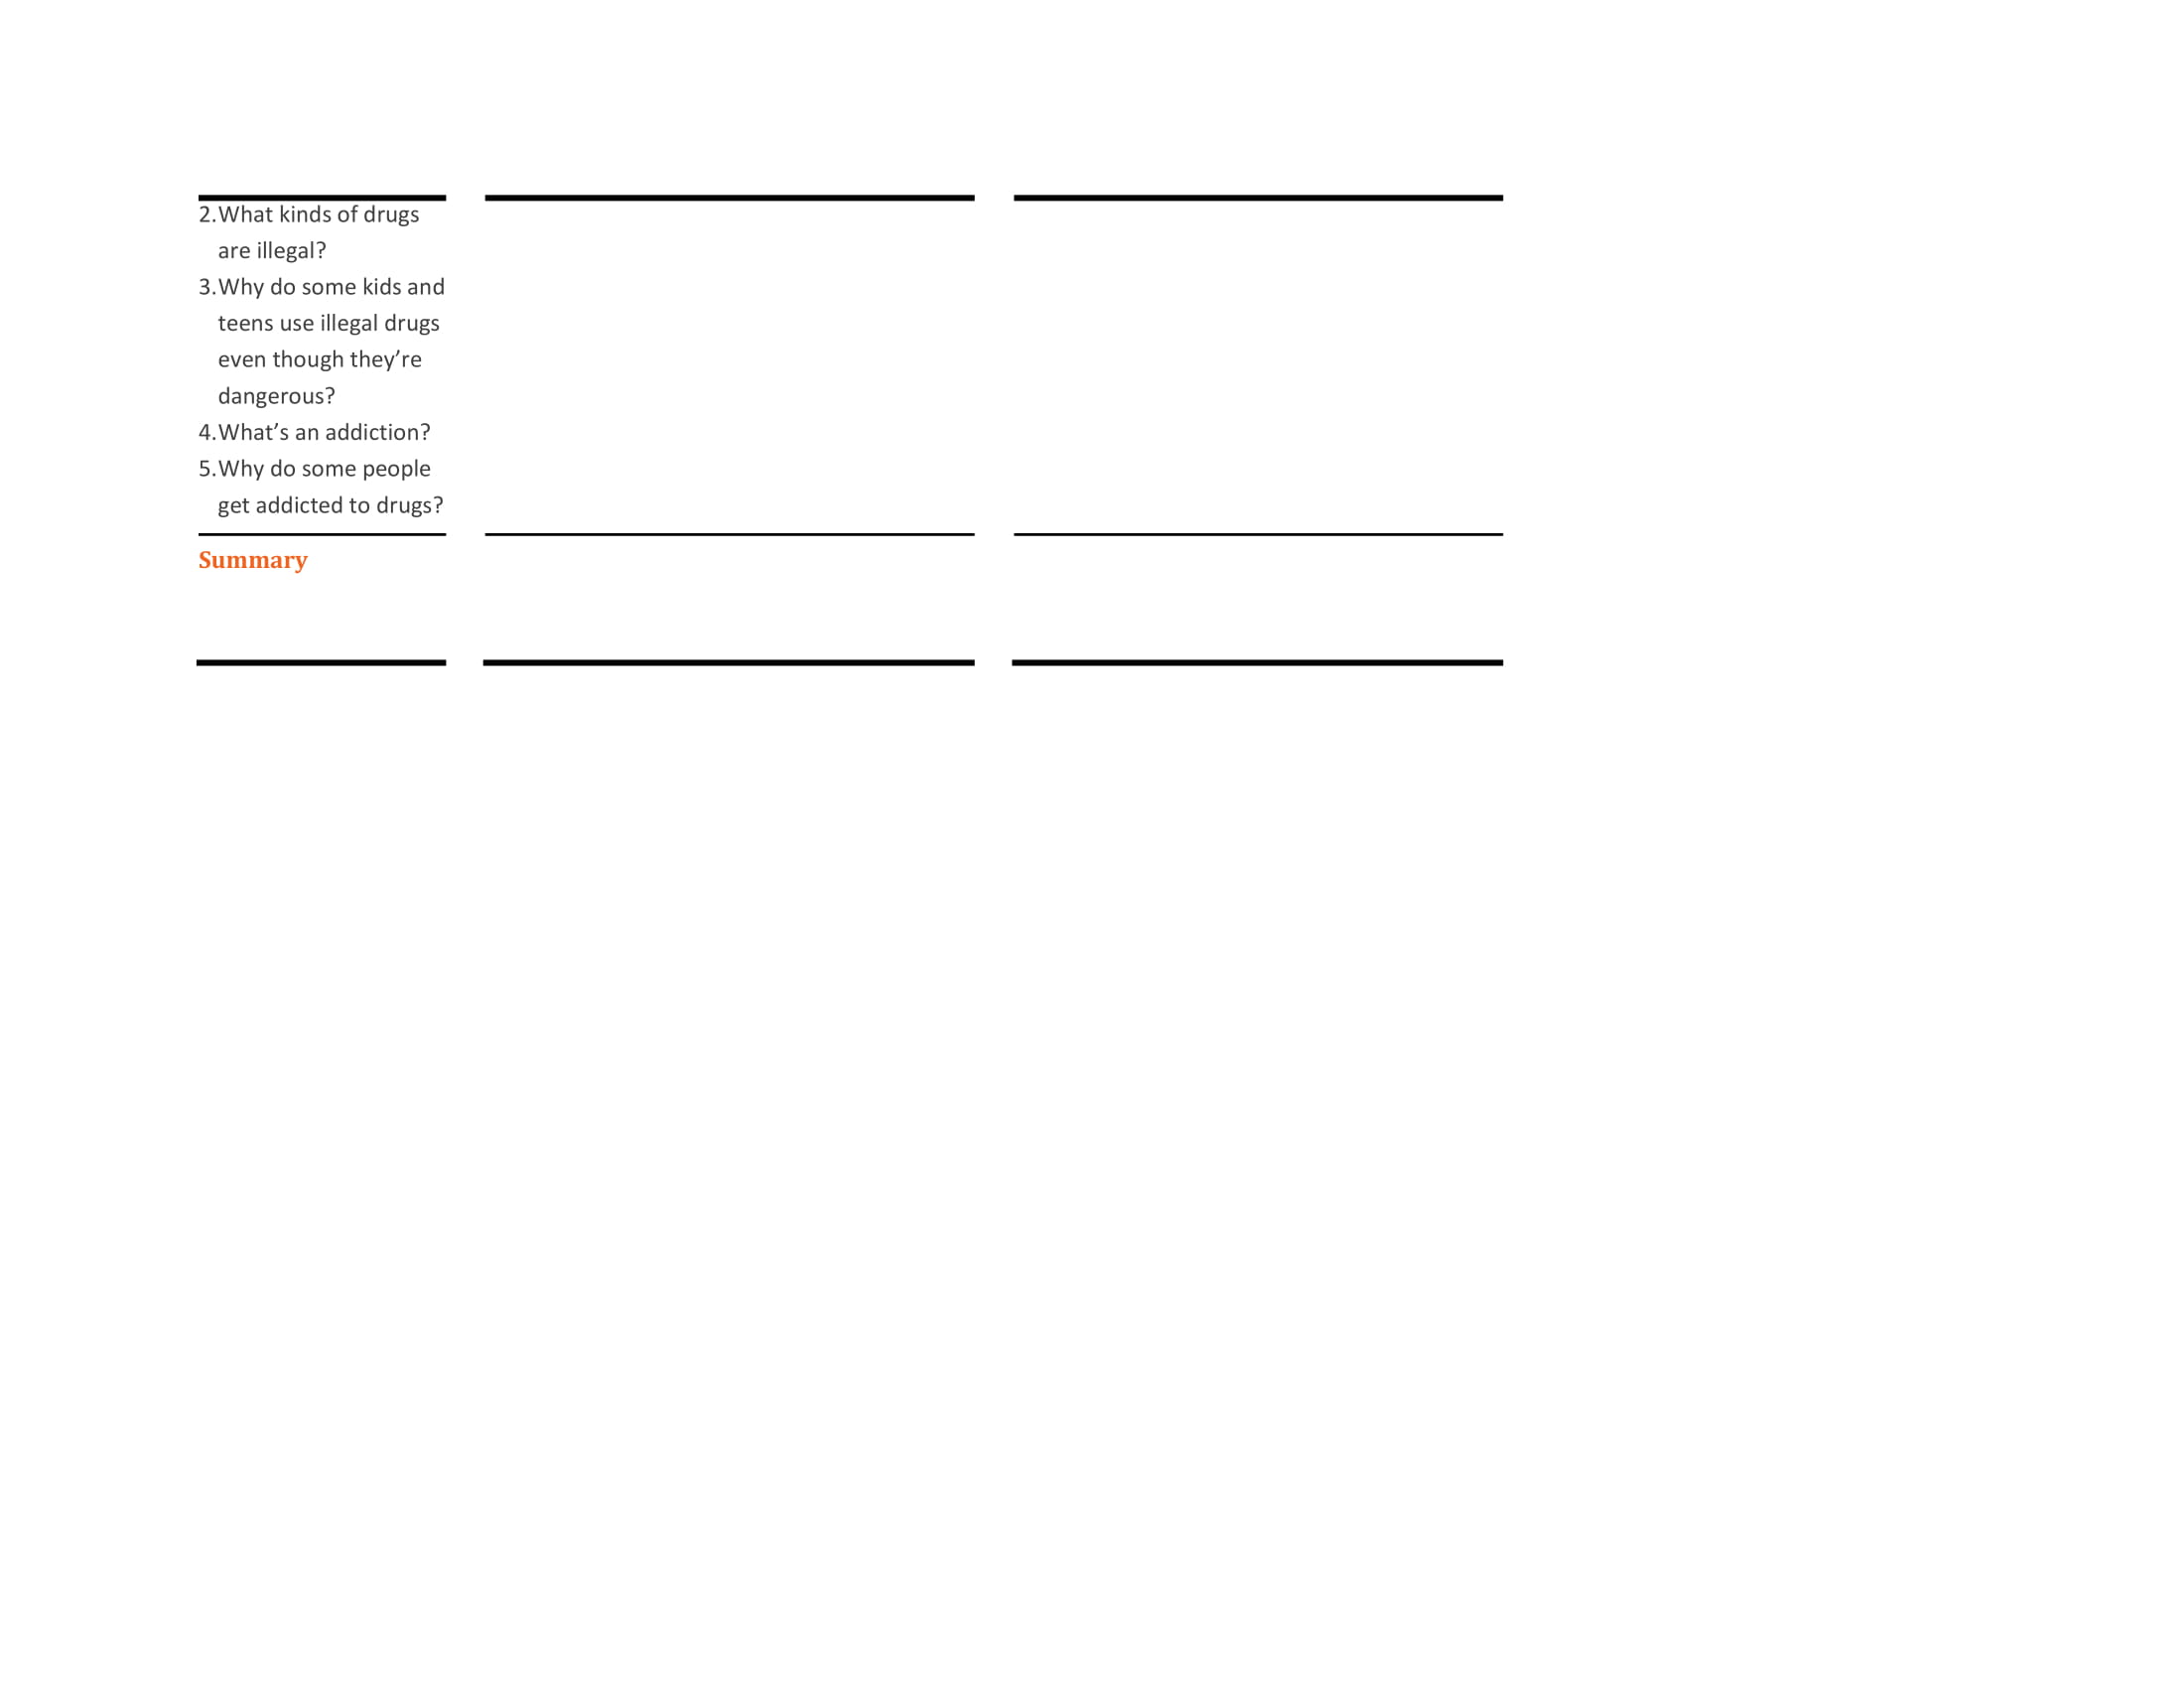 2.What kinds of drugs
are illegal?
3.Why do some kids and
teens use illegal drugs
even though they’re
dangerous?
4.What’s an addiction?
5.Why do some people
get addicted to drugs?
Summary